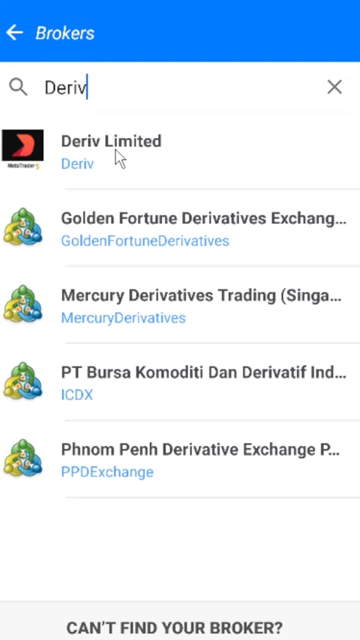 Brokers
Deriv
Deriv Limited
Deriv
MetaTrader 5
Golden Fortune Derivatives Exchang...
GoldenFortuneDerivatives
Mercury Derivatives Trading (Singa...
MercuryDerivatives
PT Bursa Komoditi Dan Derivatif Ind...
ICDX
Phnom Penh Derivative Exchange P...
PPDExchange
CAN'T FIND YOUR BROKER?